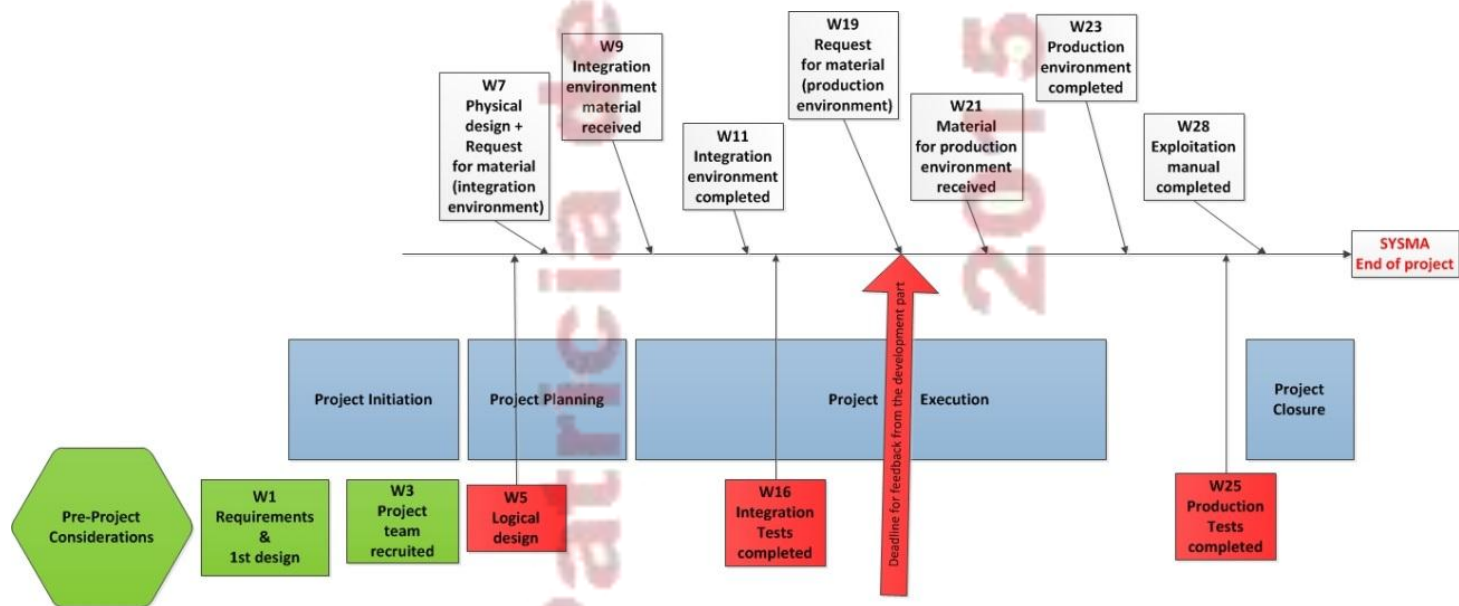 W7
Physical
design +
Request
for material
(integration
environment)
W9
Integration
environment
material
received
W11
Integration
environment
completed
W19
Request
for material
(production
environment)
W21
Material
for production
environment
received
W23
Production
environment
completed
W28
Exploitation
manual
completed
SYSMA
End of project
Project Initiation
Project Planning
Project Execution
Project
Closure
Deadline for feedback from the development part
Pre-Project
Considerations
W1
Requirements
&
1st design
W3
Project
team
recruited
W5
Logical
design
W16
Integration
Tests
completed
W25
Production
Tests
completed
atricia de
2015